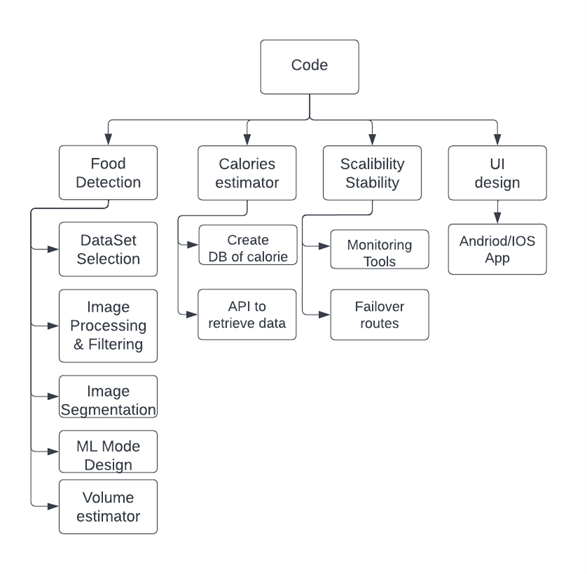 Code
Food
Detection
Calories
estimator
Scalibility
Stability
UI
design
DataSet
Selection
Image
Processing
& Filtering
Image
Segmentation
ML Mode
Design
Volume
estimator
Create
DB of calorie
API to
retrieve data
Monitoring
Tools
Failover
routes
Andriod/IOS
App